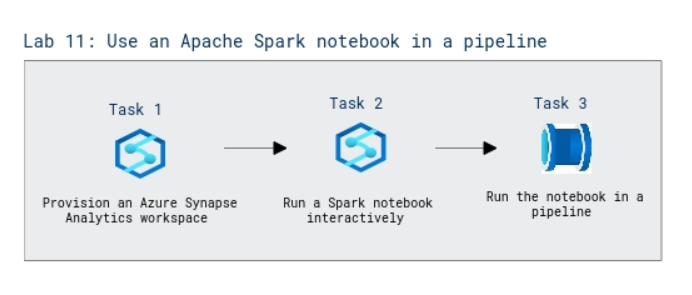 Lab 11: Use an Apache Spark notebook in a pipeline
Task 1
Task 2
Task 3
Provision an Azure Synapse
Analytics workspace
Run a Spark notebook
interactively
Run the notebook in a
pipeline